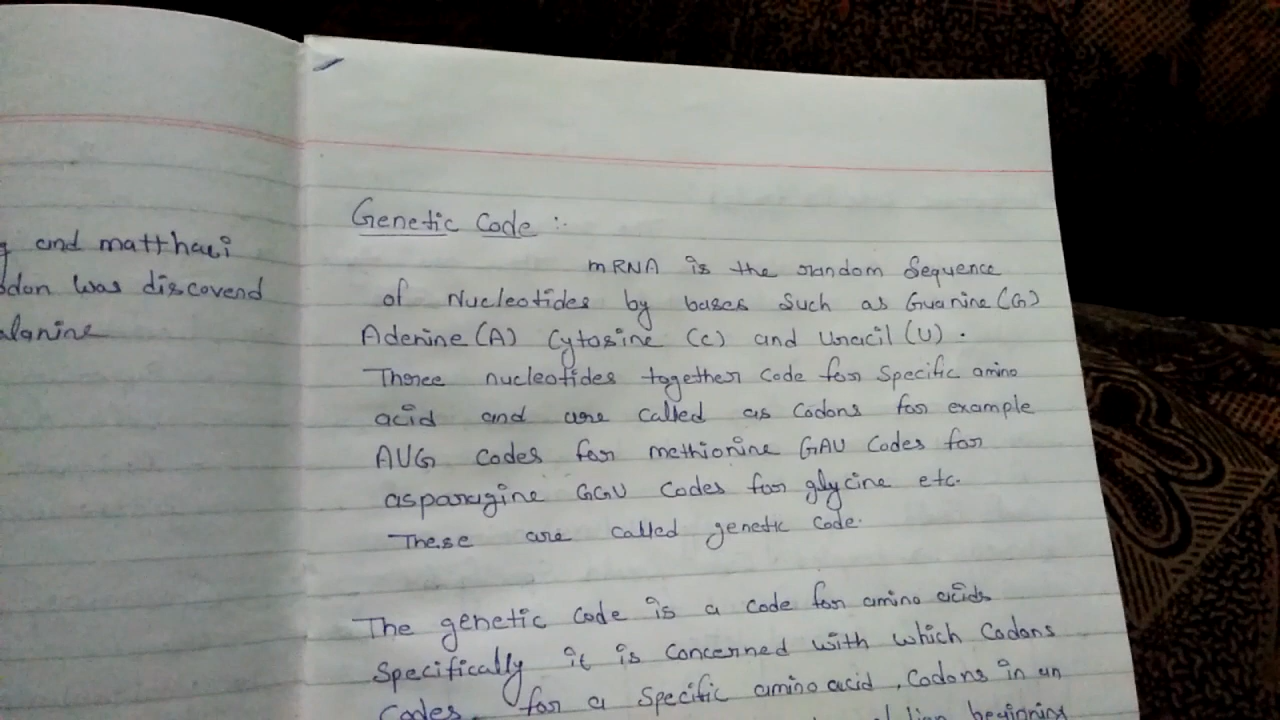 g and matthaei
odon was discoverd
alanine
Genetic Code :-
mRNA is the random Sequence
of Nucleotides by bases Such as Guanine(G)
Adenine(A) Cytosine (C) and Uracil(U).
Three nucleotides together Code for Specific amino
acid and are called as Codons for example
AUG codes for methionine GAU Codes for
asparagine GGU Codes for glycine etc.
These are called genetic Code.
The genetic Code is a code for amino acids
Specifically it is Concerned with which Codons
Codes for a Specific amino acid. Codons in an
beginning